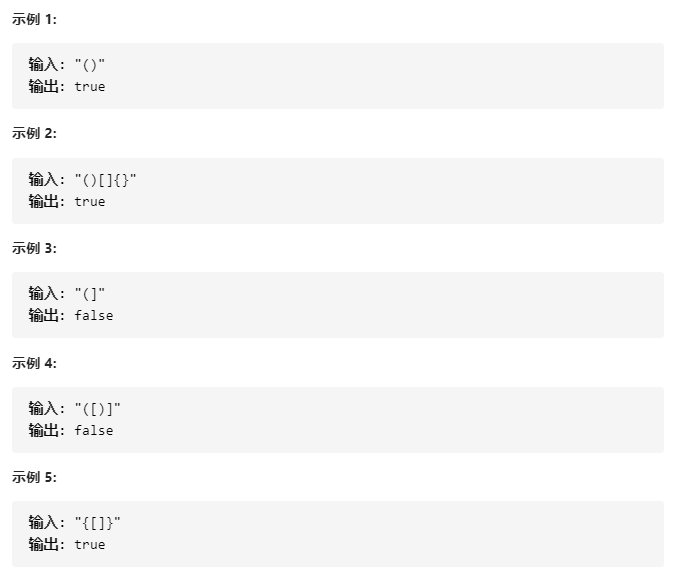 示例 1:
输入: "()"
输出: true
示例 2:
输入: "()[]{}"
输出: true
示例 3:
输入: "(]"
输出: false
示例 4:
输入: "([)]"
输出: false
示例 5:
输入: "{[]}"
输出: true